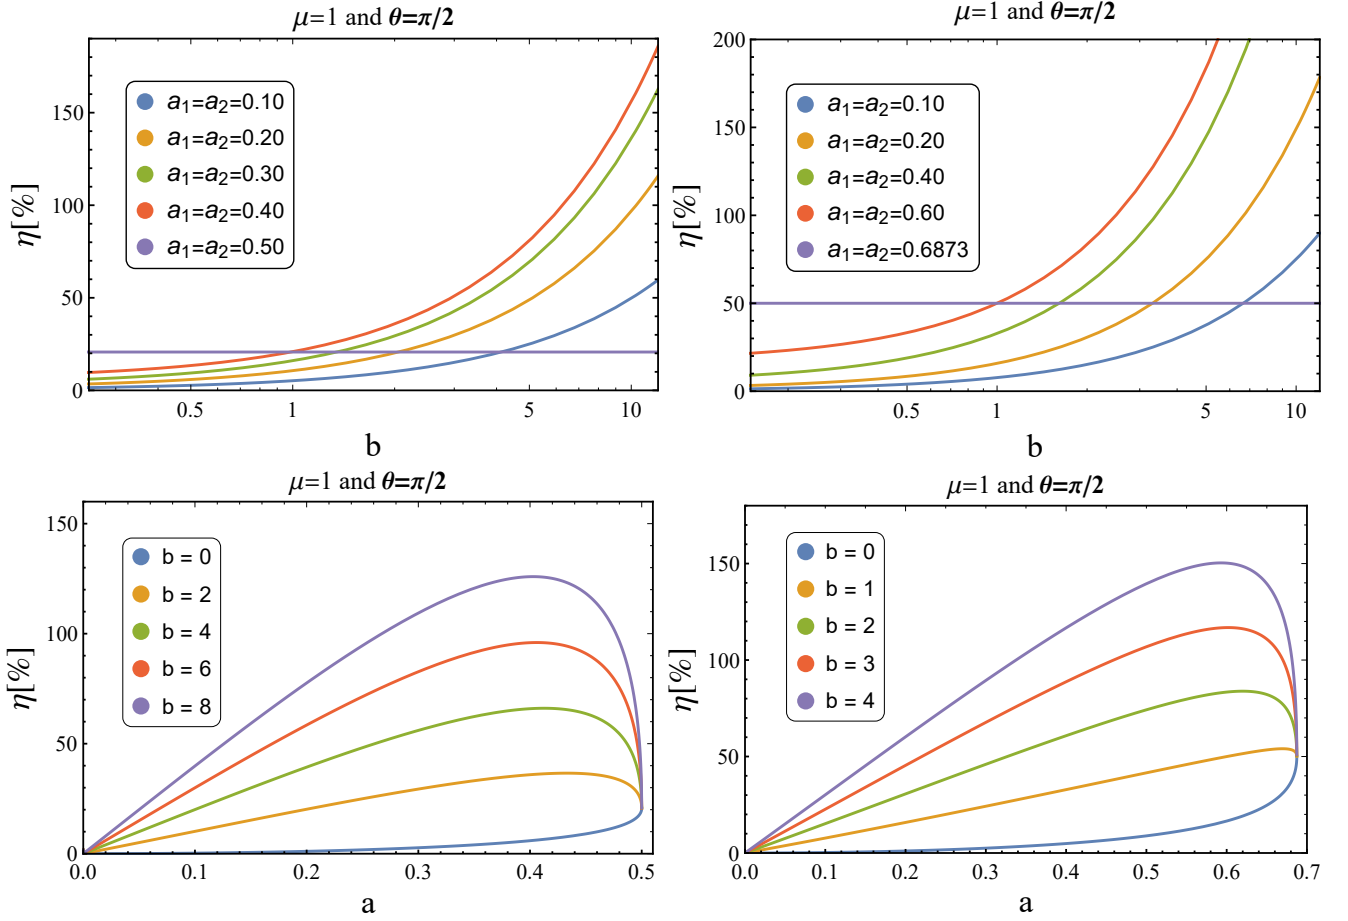 μ=1 and θ=π/2
η[%]
150
100
50
0
a1=a2=0.10
a1=a2=0.20
a1=a2=0.30
a1=a2=0.40
a1=a2=0.50
0.5 1 5 10
b
μ=1 and θ=π/2
η[%]
200
150
100
50
0
a1=a2=0.10
a1=a2=0.20
a1=a2=0.40
a1=a2=0.60
a1=a2=0.6873
0.5 1 5 10
b
μ=1 and θ=π/2
η[%]
150
100
50
0
b = 0
b = 2
b = 4
b = 6
b = 8
0.0 0.1 0.2 0.3 0.4 0.5
a
μ=1 and θ=π/2
η[%]
150
100
50
0
b = 0
b = 1
b = 2
b = 3
b = 4
0.0 0.1 0.2 0.3 0.4 0.5 0.6 0.7
a